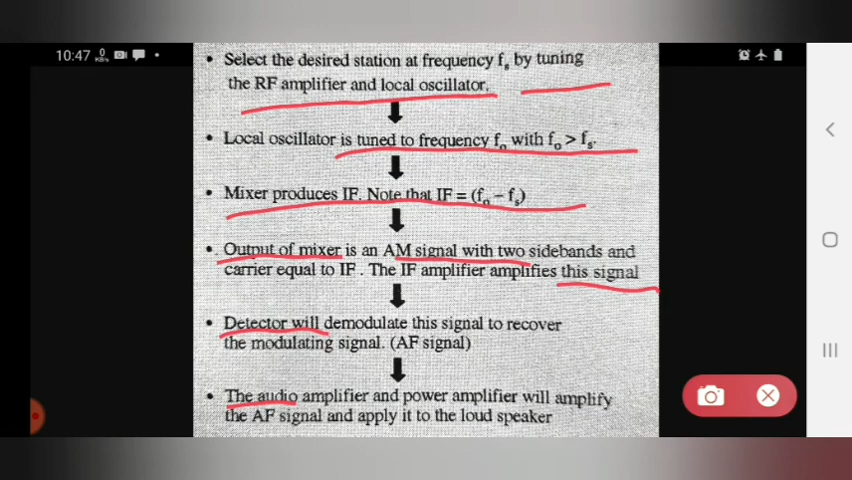 10:47 0 KB/s
• Select the desired station at frequency fs by tuning
the RF amplifier and local oscillator.
• Local oscillator is tuned to frequency fo with fo > fs.
• Mixer produces IF. Note that IF = (fo – fs)
• Output of mixer is an AM signal with two sidebands and
carrier equal to IF . The IF amplifier amplifies this signal
• Detector will demodulate this signal to recover
the modulating signal. (AF signal)
• The audio amplifier and power amplifier will amplify
the AF signal and apply it to the loud speaker